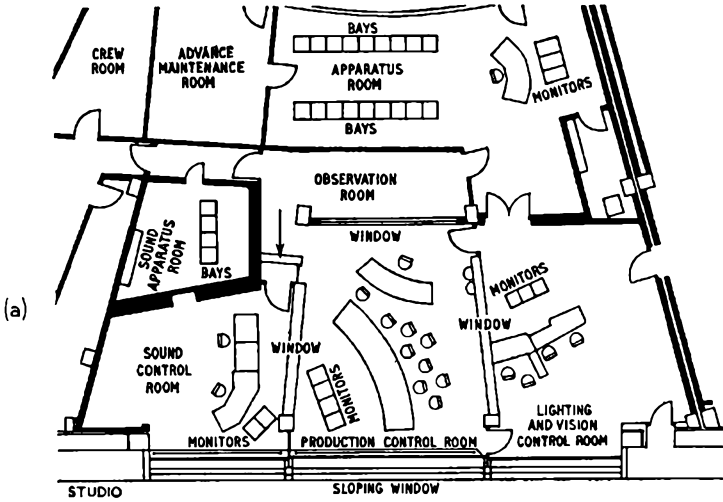 CREW
ROOM
ADVANCE
MAINTENANCE
ROOM
BAYS
APPARATUS
ROOM
BAYS
MONITORS
OBSERVATION
ROOM
SOUND
APPARATUS
ROOM
BAYS
WINDOW
(a)
MONITORS
WINDOW
WINDOW
SOUND
CONTROL
ROOM
MONITORS
MONITORS
PRODUCTION CONTROL ROOM
LIGHTING
AND VISION
CONTROL ROOM
STUDIO
SLOPING WINDOW